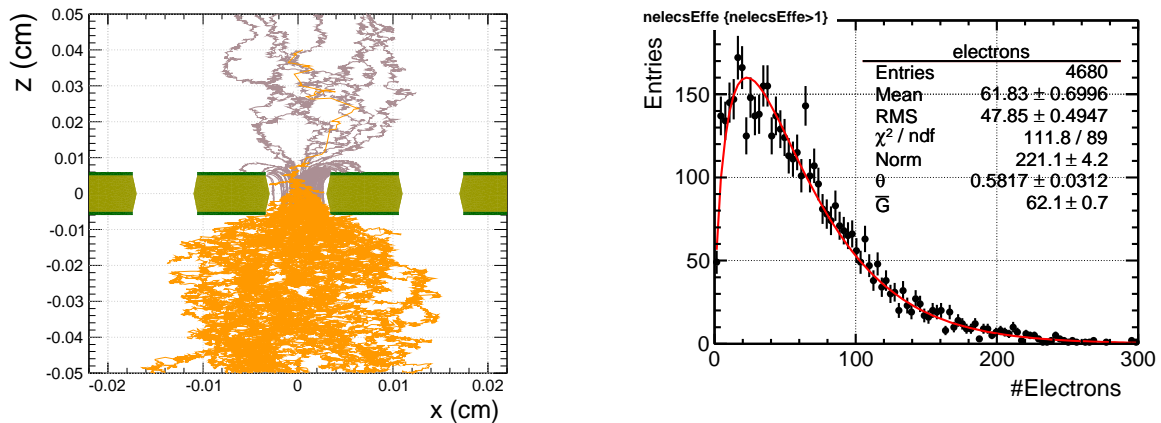 z (cm)
0.05
0.04
0.03
0.02
0.01
0
-0.01
-0.02
-0.03
-0.04
-0.05
-0.02
-0.01
0
0.01
0.02
x (cm)
nelecsEffe {nelecsEffe>1}
Entries
150
100
50
0
electrons
Entries 4680
Mean 61.83 ± 0.6996
RMS 47.85 ± 0.4947
χ² / ndf 111.8 / 89
Norm 221.1 ± 4.2
θ 0.5817 ± 0.0312
G̅ 62.1 ± 0.7
0
100
200
300
#Electrons